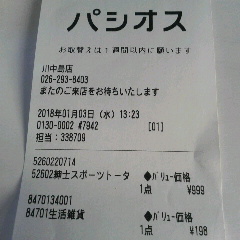 パシオス
お取替えは1週間以内に願います
川中島店
026-293-8403
またのご来店をお待ちいたします
2018年01月03日(水) 13:23
0130-0002 #7942 [01]
担当:338709
5260220714
52602紳士スポーツトータ ◆バリュー価格
1点 ¥999
8470134001
84701生活雑貨 ◆バリュー価格
1点 ¥198